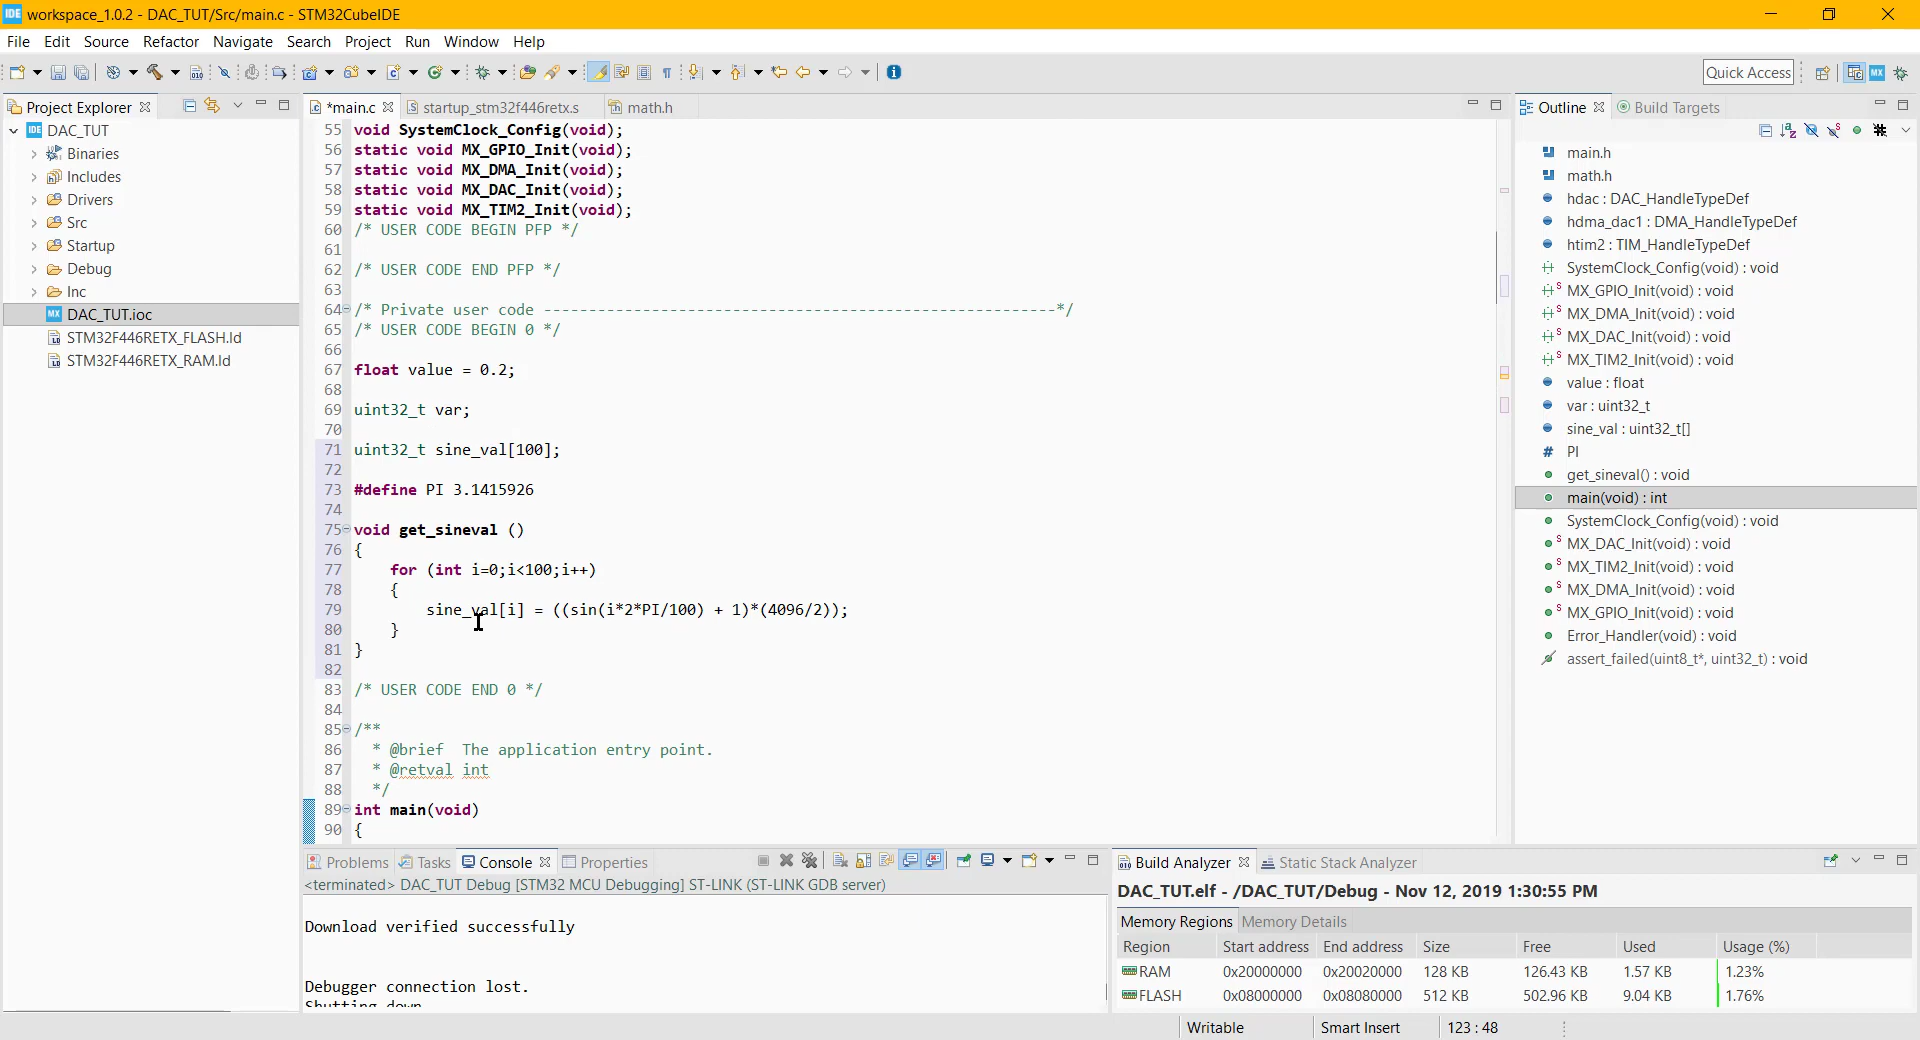 workspace_1.0.2 - DAC_TUT/Src/main.c - STM32CubeIDE
File Edit Source Refactor Navigate Search Project Run Window Help
Quick Access
Project Explorer
DAC_TUT
Binaries
Includes
Drivers
Src
Startup
Debug
Inc
DAC_TUT.ioc
STM32F446RETX_FLASH.ld
STM32F446RETX_RAM.ld
*main.c startup_stm32f446retx.s math.h
55 void SystemClock_Config(void);
56 static void MX_GPIO_Init(void);
57 static void MX_DMA_Init(void);
58 static void MX_DAC_Init(void);
59 static void MX_TIM2_Init(void);
60 /* USER CODE BEGIN PFP */
61
62 /* USER CODE END PFP */
63
64 /* Private user code ---------------------------------------------------------*/
65 /* USER CODE BEGIN 0 */
66
67 float value = 0.2;
68
69 uint32_t var;
70
71 uint32_t sine_val[100];
72
73 #define PI 3.1415926
74
75 void get_sineval ()
76 {
77 for (int i=0;i<100;i++)
78 {
79 sine_val[i] = ((sin(i*2*PI/100) + 1)*(4096/2));
80 }
81 }
82
83 /* USER CODE END 0 */
84
85 /**
86 * @brief The application entry point.
87 * @retval int
88 */
89 int main(void)
90 {
Outline Build Targets
main.h
math.h
hdac : DAC_HandleTypeDef
hdma_dac1 : DMA_HandleTypeDef
htim2 : TIM_HandleTypeDef
SystemClock_Config(void) : void
MX_GPIO_Init(void) : void
MX_DMA_Init(void) : void
MX_DAC_Init(void) : void
MX_TIM2_Init(void) : void
value : float
var : uint32_t
sine_val : uint32_t[]
PI
get_sineval() : void
main(void) : int
SystemClock_Config(void) : void
MX_DAC_Init(void) : void
MX_TIM2_Init(void) : void
MX_DMA_Init(void) : void
MX_GPIO_Init(void) : void
Error_Handler(void) : void
assert_failed(uint8_t*, uint32_t) : void
Problems Tasks Console Properties
<terminated> DAC_TUT Debug [STM32 MCU Debugging] ST-LINK (ST-LINK GDB server)
Download verified successfully
Debugger connection lost.
Shutting down
Build Analyzer Static Stack Analyzer
DAC_TUT.elf - /DAC_TUT/Debug - Nov 12, 2019 1:30:55 PM
Memory Regions Memory Details
Region Start address End address Size Free Used Usage (%)
RAM 0x20000000 0x20020000 128 KB 126.43 KB 1.57 KB 1.23%
FLASH 0x08000000 0x08080000 512 KB 502.96 KB 9.04 KB 1.76%
Writable Smart Insert 123 : 48